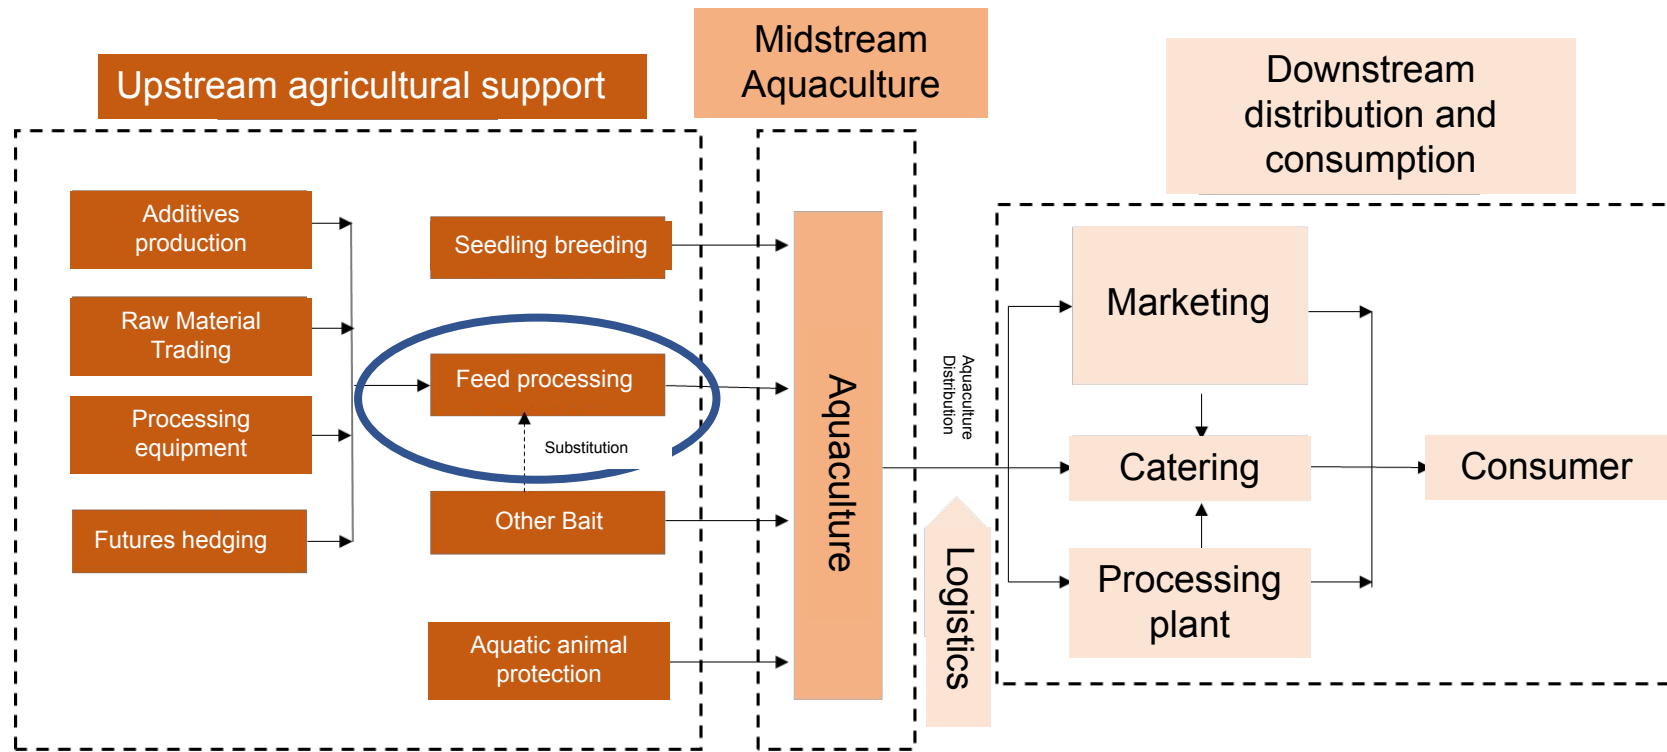 Upstream agricultural support
Midstream
Aquaculture
Downstream
distribution and
consumption
Additives
production
Raw Material
Trading
Processing
equipment
Futures hedging
Seedling breeding
Feed processing
Substitution
Other Bait
Aquatic animal
protection
Aquaculture
Aquaculture
Distribution
Logistics
Marketing
Catering
Processing
plant
Consumer